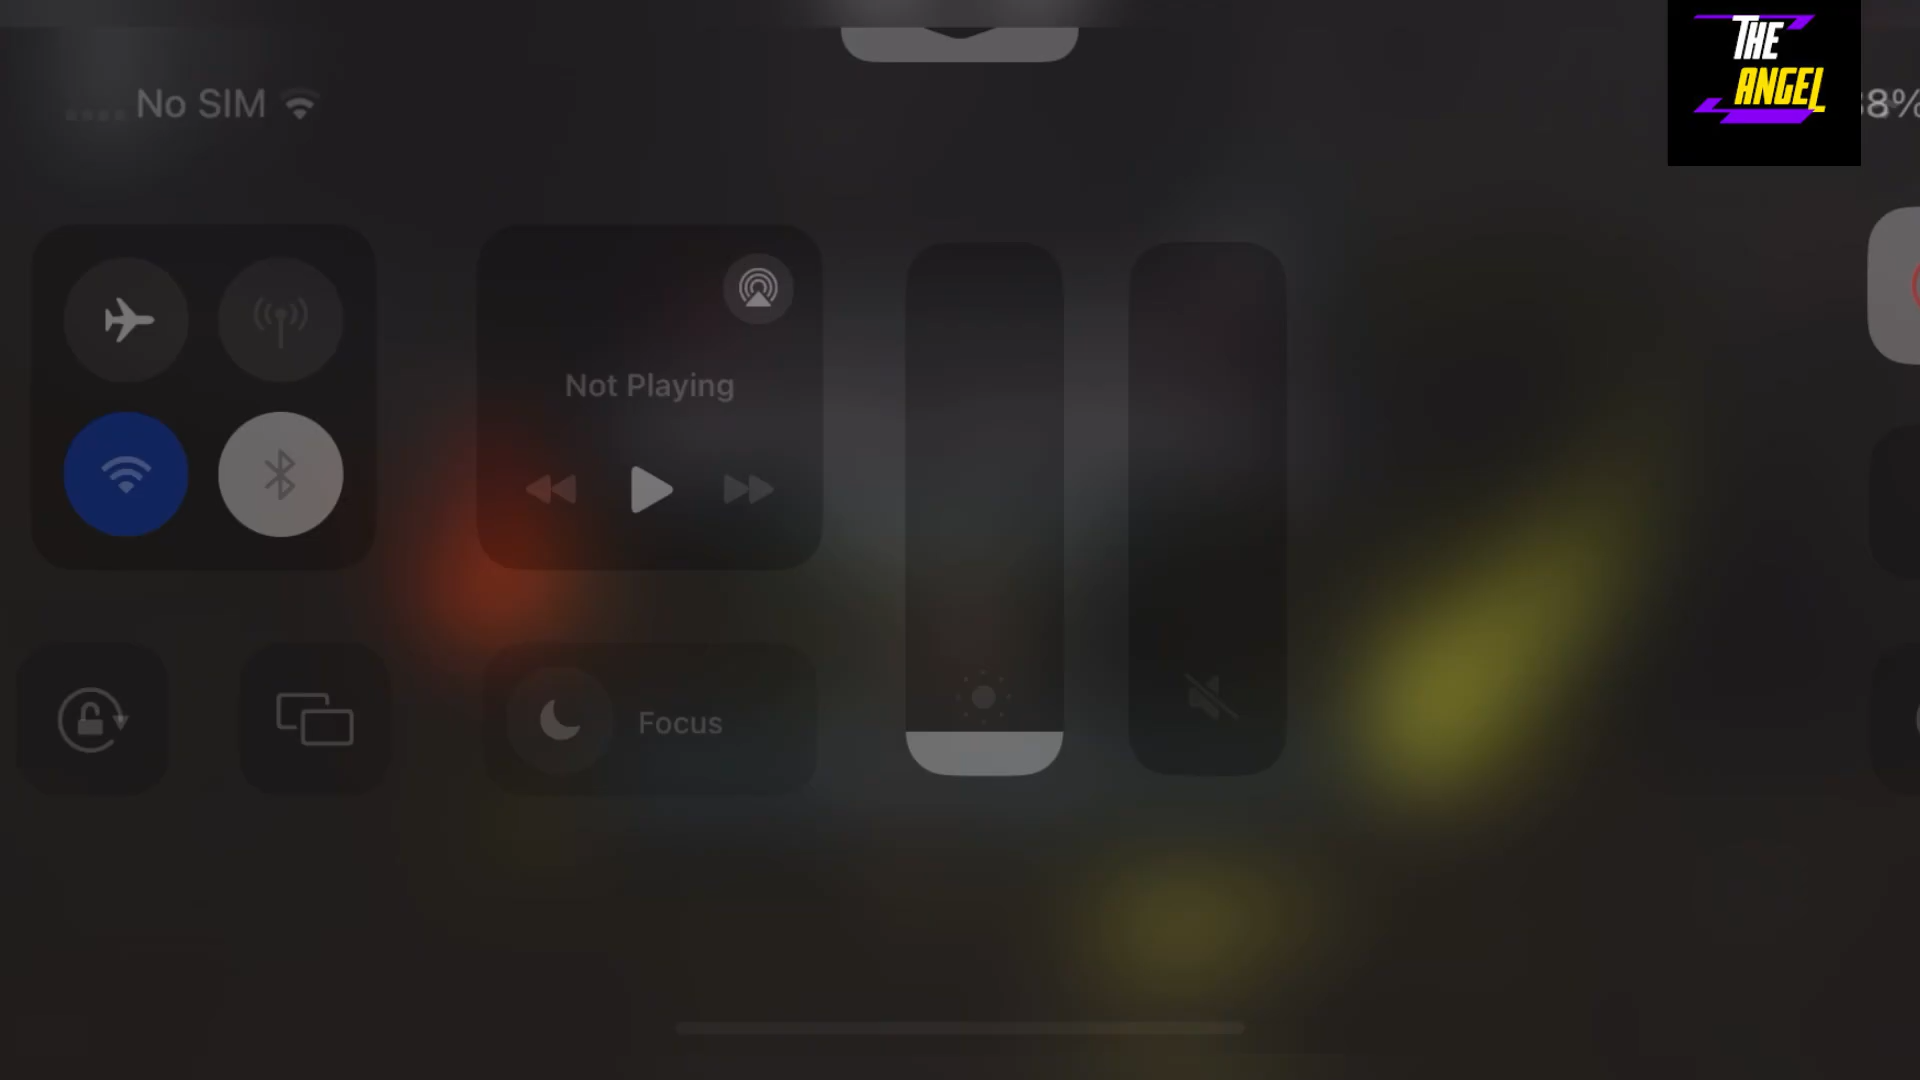 No SIM
THE
ANGEL
8%
Not Playing
Focus